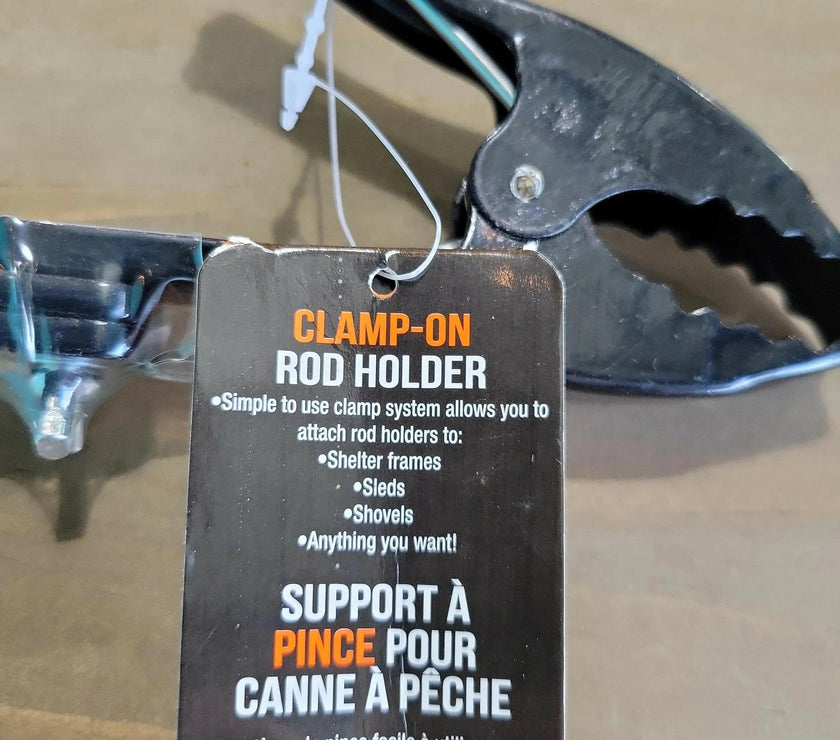 CLAMP-ON
ROD HOLDER
•Simple to use clamp system allows you to
attach rod holders to:
•Shelter frames
•Sleds
•Shovels
•Anything you want!
SUPPORT À
PINCE POUR
CANNE À PÊCHE